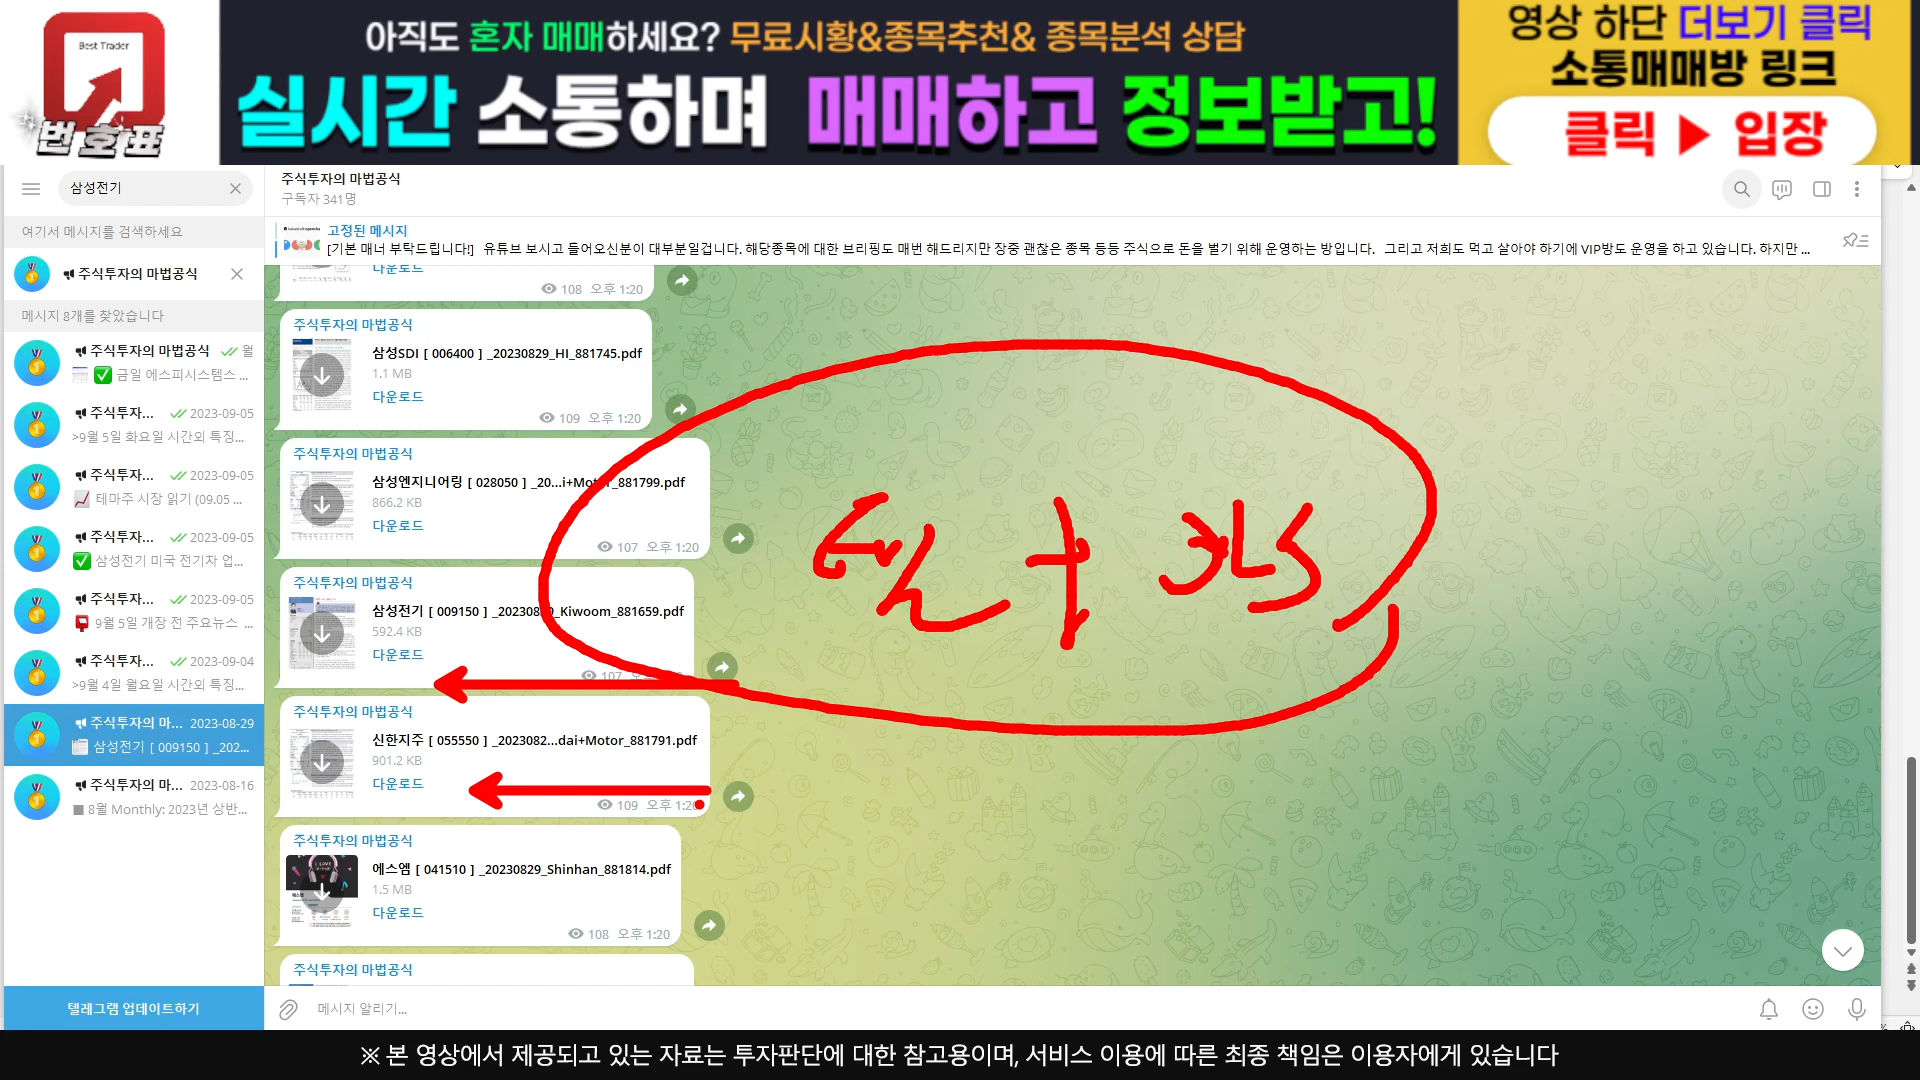 Best Trader
번호표
아직도 혼자 매매하세요? 무료시황&종목추천& 종목분석 상담
실시간 소통하며 매매하고 정보받고!
영상 하단 더보기 클릭
소통매매방 링크
클릭 ▶ 입장
삼성전기
여기서 메시지를 검색하세요
주식투자의 마법공식
메시지 8개를 찾았습니다
주식투자의 마법공식 월
금일 에스피시스템스 ...
주식투자... 2023-09-05
>9월 5일 화요일 시간외 특징...
주식투자... 2023-09-05
테마주 시장 읽기 (09.05 ...
주식투자... 2023-09-05
삼성전기 미국 전기차 업...
주식투자... 2023-09-05
9월 5일 개장 전 주요뉴스 ...
주식투자... 2023-09-04
>9월 4일 월요일 시간외 특징...
주식투자의 마... 2023-08-29
삼성전기 [ 009150 ] _202...
주식투자의 마... 2023-08-16
8월 Monthly: 2023년 상반...
텔레그램 업데이트하기
주식투자의 마법공식
구독자 341명
고정된 메시지
[기본 매너 부탁드립니다!] 유튜브 보시고 들어오신분이 대부분일겁니다. 해당종목에 대한 브리핑도 매번 해드리지만 장중 괜찮은 종목 등등 주식으로 돈을 벌기 위해 운영하는 방입니다. 그리고 저희도 먹고 살아야 하기에 VIP방도 운영을 하고 있습니다. 하지만 ...
다운로드
108 오후 1:20
주식투자의 마법공식
삼성SDI [ 006400 ] _20230829_HI_881745.pdf
1.1 MB
다운로드
109 오후 1:20
주식투자의 마법공식
삼성엔지니어링 [ 028050 ] _20...i+Motor_881799.pdf
866.2 KB
다운로드
107 오후 1:20
주식투자의 마법공식
삼성전기 [ 009150 ] _20230829_Kiwoom_881659.pdf
592.4 KB
다운로드
107
주식투자의 마법공식
신한지주 [ 055550 ] _2023082...dai+Motor_881791.pdf
901.2 KB
다운로드
109 오후 1:20
주식투자의 마법공식
에스엠 [ 041510 ] _20230829_Shinhan_881814.pdf
1.5 MB
다운로드
108 오후 1:20
주식투자의 마법공식
메시지 알리기...
※ 본 영상에서 제공되고 있는 자료는 투자판단에 대한 참고용이며, 서비스 이용에 따른 최종 책임은 이용자에게 있습니다